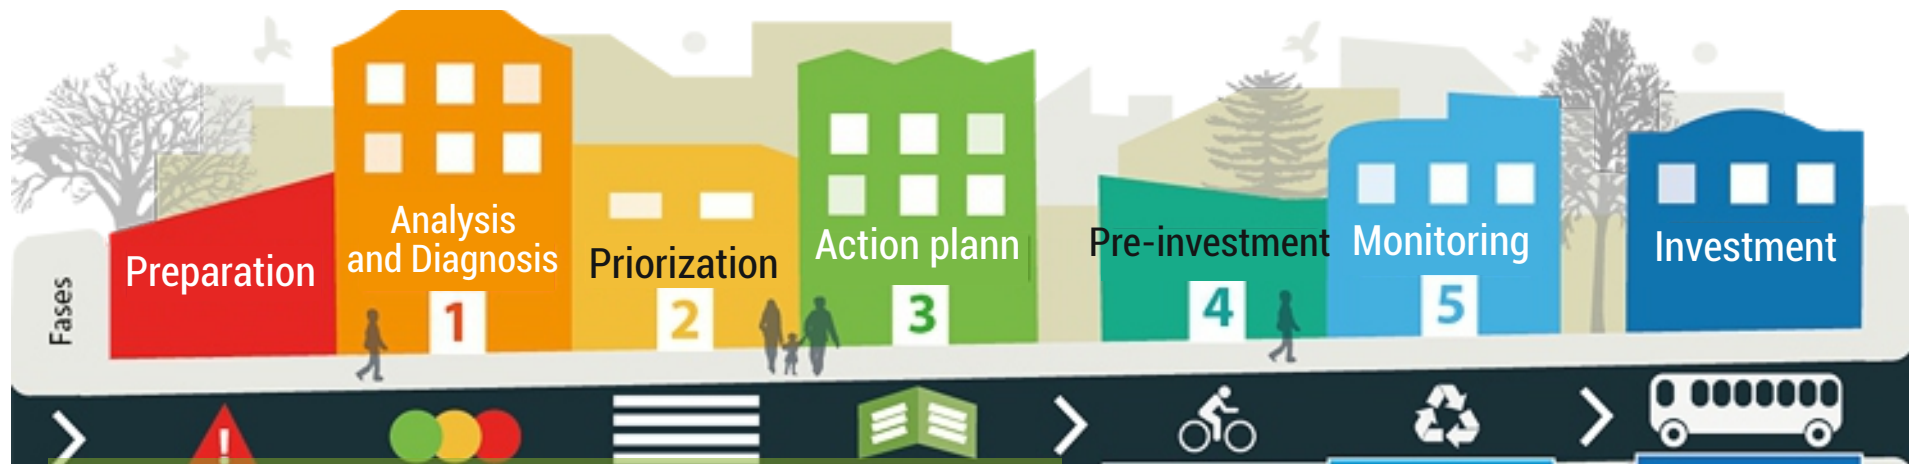 Fases
Preparation
Analysis
and Diagnosis
1
Priorization
2
Action plann
3
Pre-investment
4
Monitoring
5
Investment
!